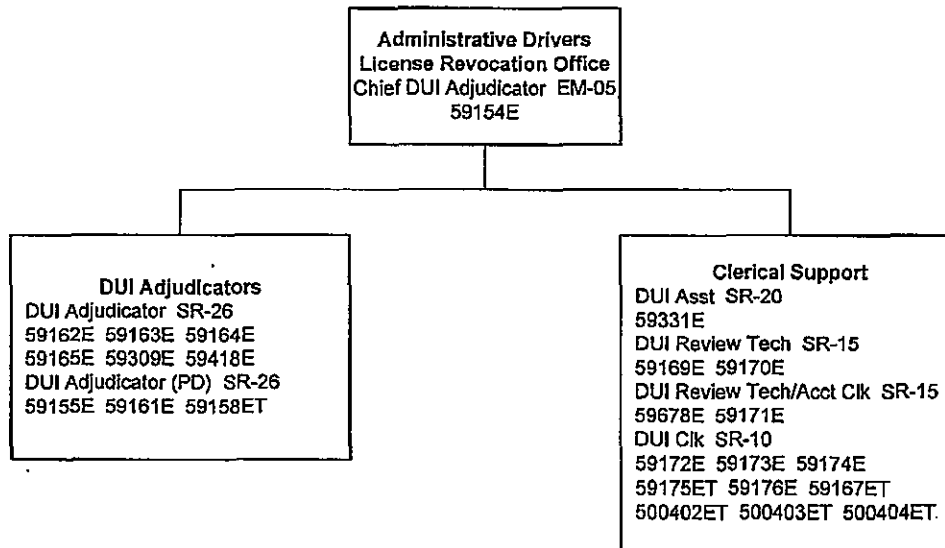 Administrative Drivers
License Revocation Office
Chief DUI Adjudicator EM-05
59154E
DUI Adjudicators
DUI Adjudicator SR-26
59162E 59163E 59164E
59165E 59309E 59418E
DUI Adjudicator (PD) SR-26
59155E 59161E 59158ET
Clerical Support
DUI Asst SR-20
59331E
DUI Review Tech SR-15
59169E 59170E
DUI Review Tech/Acct Clk SR-15
59678E 59171E
DUI Clk SR-10
59172E 59173E 59174E
59175ET 59176E 59167ET
500402ET 500403ET 500404ET